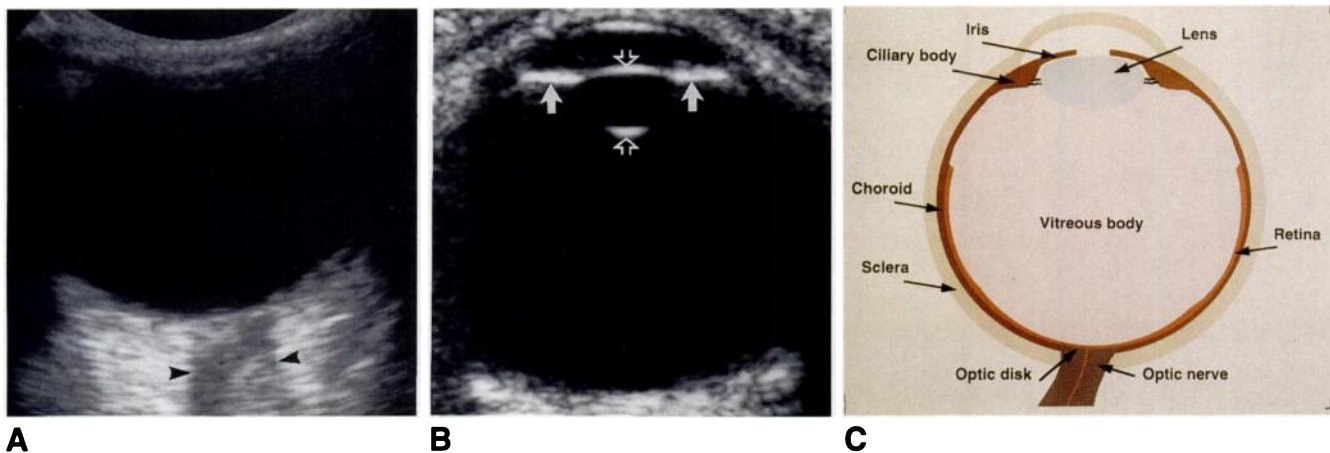 Iris
Lens
Ciliary body
Choroid
Vitreous body
Retina
Sclera
Optic disk
Optic nerve
A
B
C